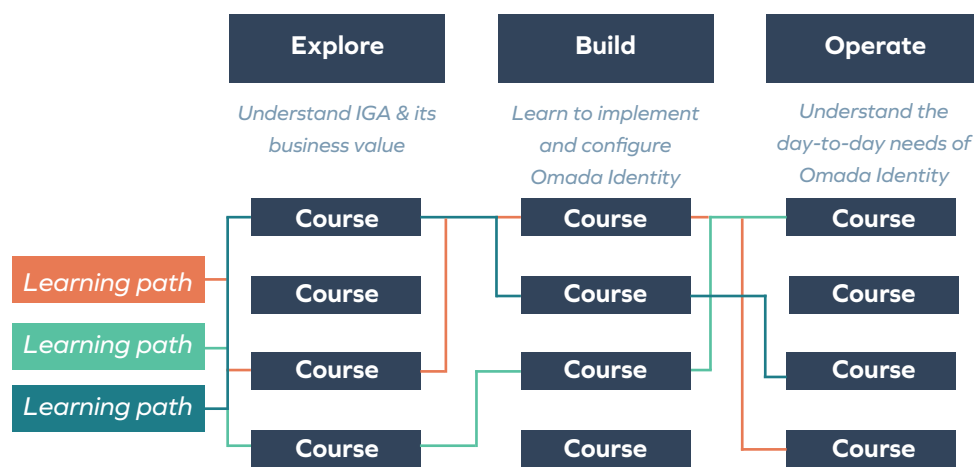 Explore
Build
Operate
Understand IGA & its
business value
Learn to implement
and configure
Omada Identity
Understand the
day-to-day needs of
Omada Identity
Learning path
Learning path
Learning path
Course
Course
Course
Course
Course
Course
Course
Course
Course
Course
Course
Course